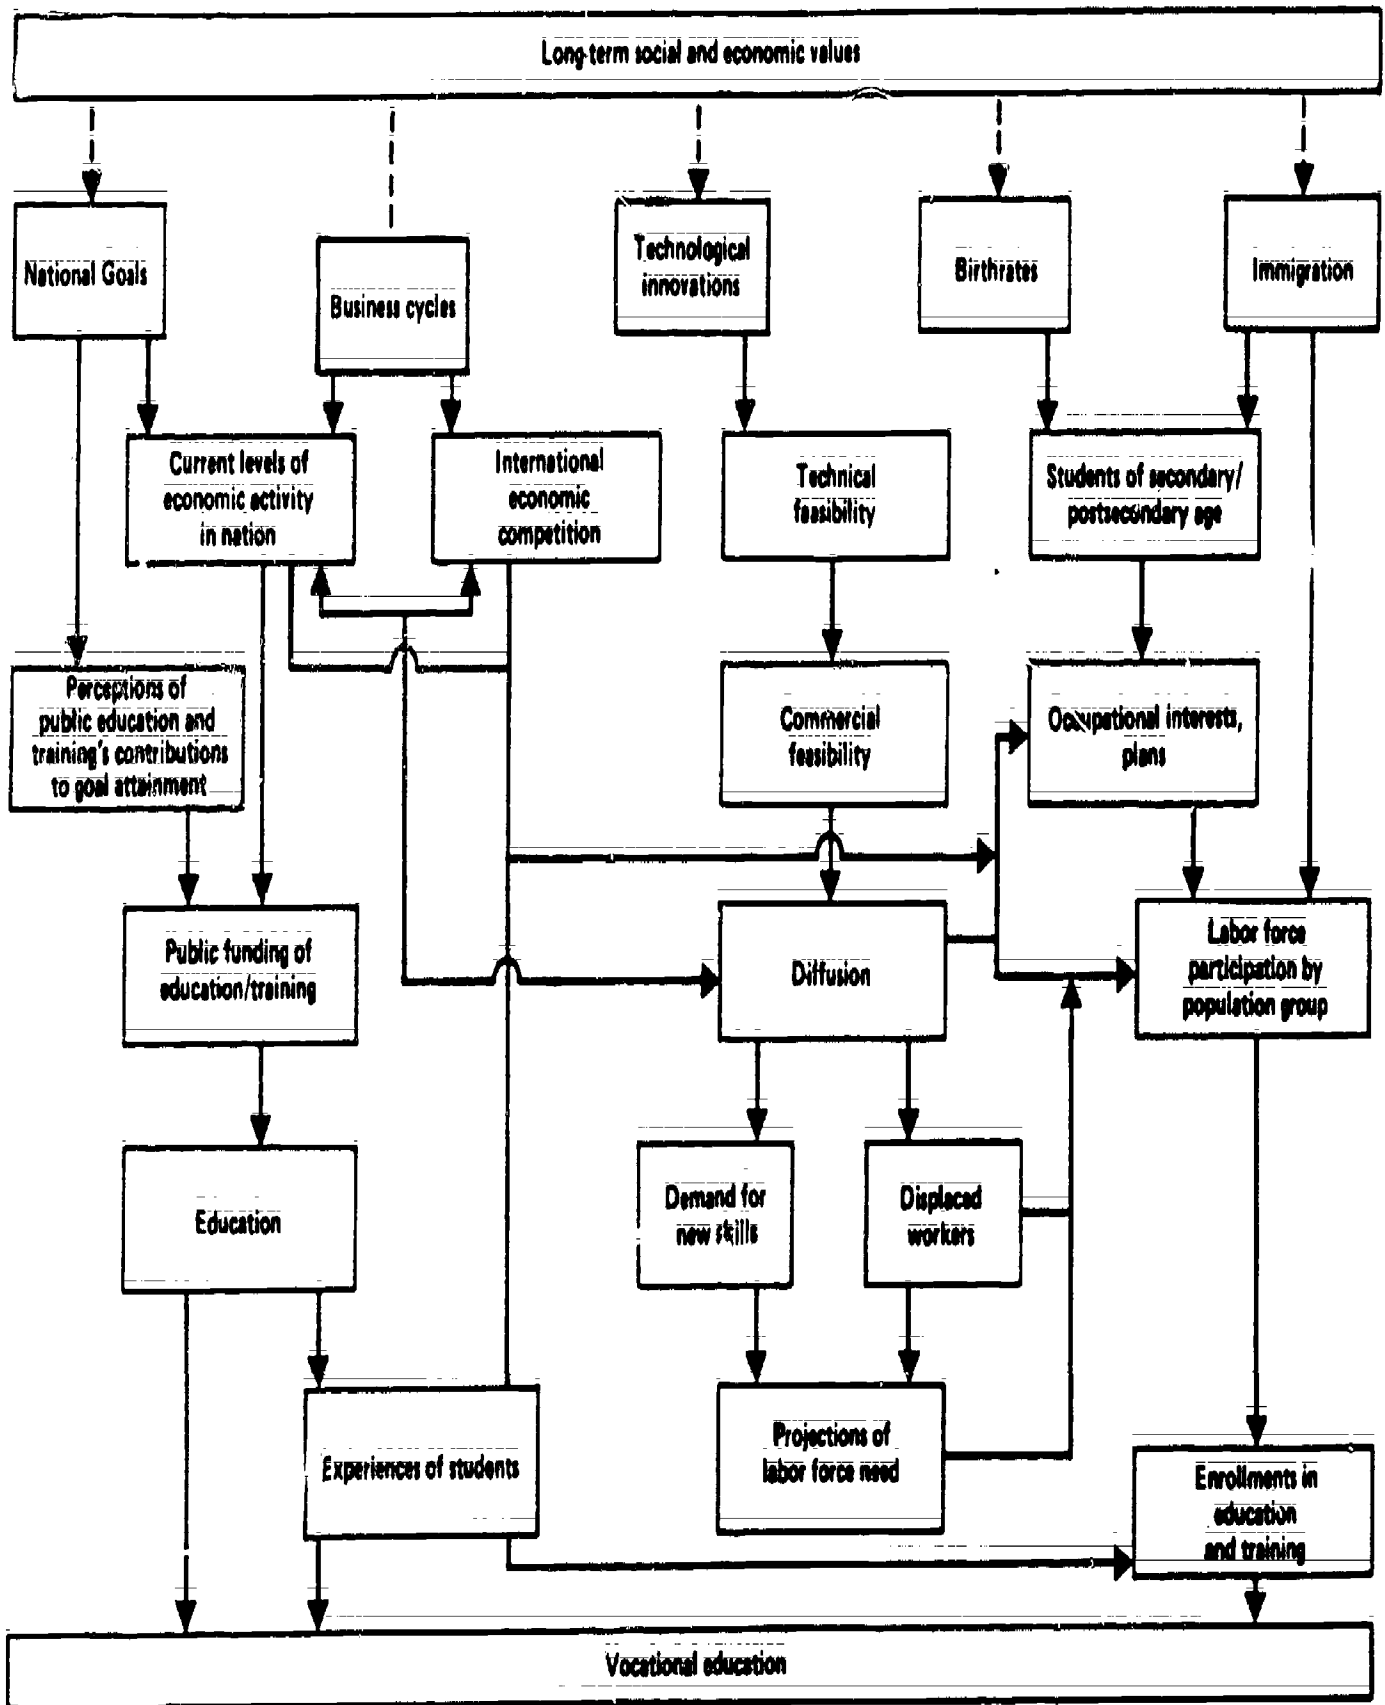 Long-term social and economic values
National Goals
Business cycles
Technological
innovations
Birthrates
Immigration
Current levels of
economic activity
in nation
International
economic
competition
Technical
feasibility
Students of secondary/
postsecondary age
Perceptions of
public education and
training's contributions
to goal attainment
Commercial
feasibility
Occupational interests,
plans
Public funding of
education/training
Diffusion
Labor force
participation by
population group
Education
Demand for
new skills
Displaced
workers
Experiences of students
Projections of
labor force need
Enrollments in
education
and training
Vocational education